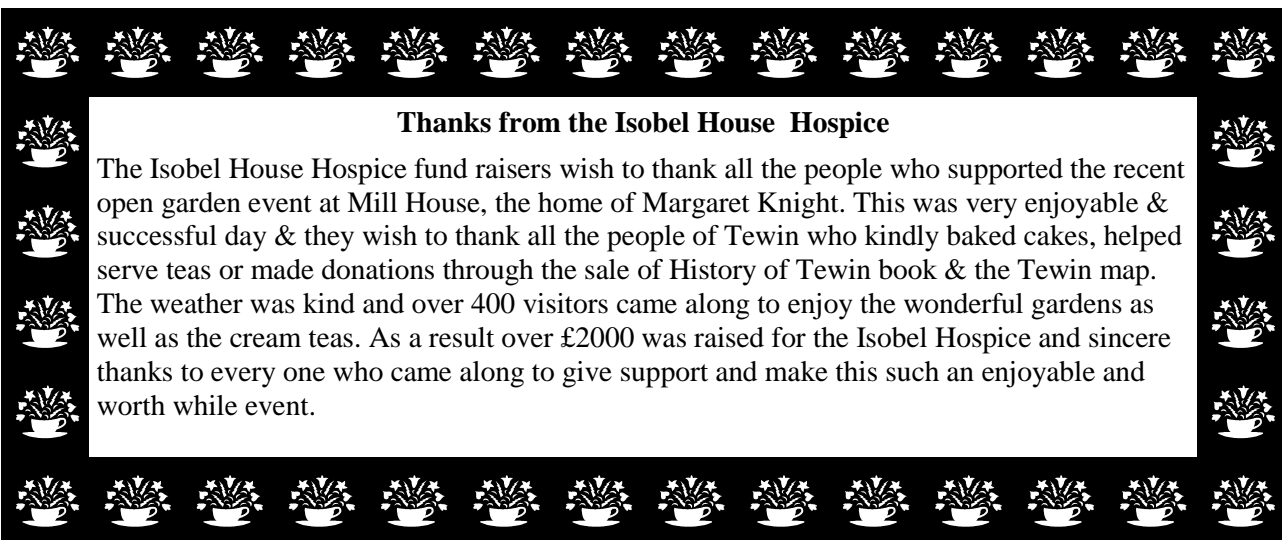 Thanks from the Isobel House  Hospice
The Isobel House Hospice fund raisers wish to thank all the people who supported the recent
open garden event at Mill House, the home of Margaret Knight. This was very enjoyable &
successful day & they wish to thank all the people of Tewin who kindly baked cakes, helped
serve teas or made donations through the sale of History of Tewin book & the Tewin map.
The weather was kind and over 400 visitors came along to enjoy the wonderful gardens as
well as the cream teas. As a result over £2000 was raised for the Isobel Hospice and sincere
thanks to every one who came along to give support and make this such an enjoyable and
worth while event.